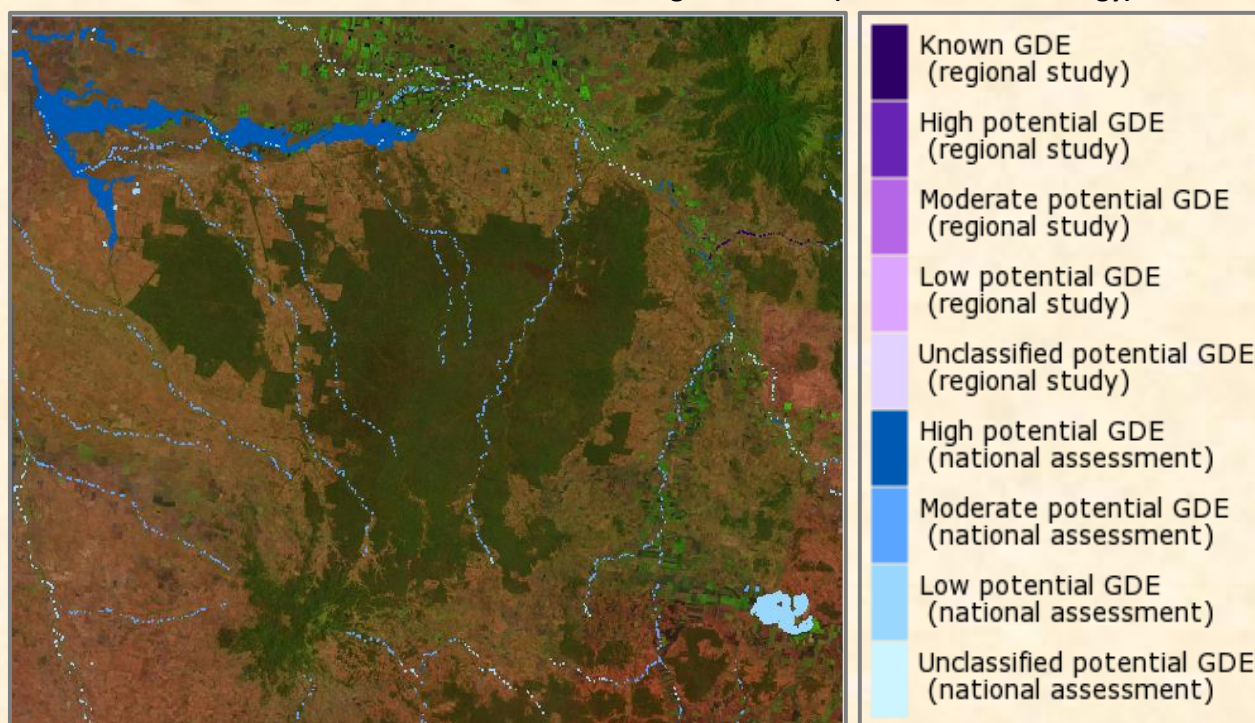 Known GDE
(regional study)
High potential GDE
(regional study)
Moderate potential GDE
(regional study)
Low potential GDE
(regional study)
Unclassified potential GDE
(regional study)
High potential GDE
(national assessment)
Moderate potential GDE
(national assessment)
Low potential GDE
(national assessment)
Unclassified potential GDE
(national assessment)